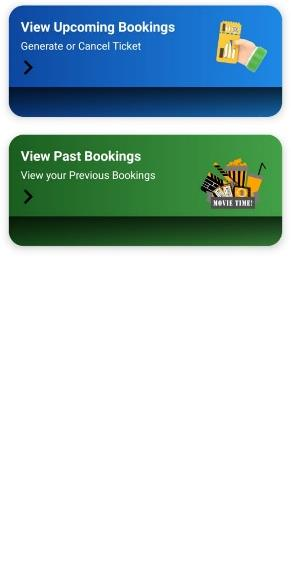 View Upcoming Bookings
Generate or Cancel Ticket
View Past Bookings
View your Previous Bookings
MOVIE TIME!